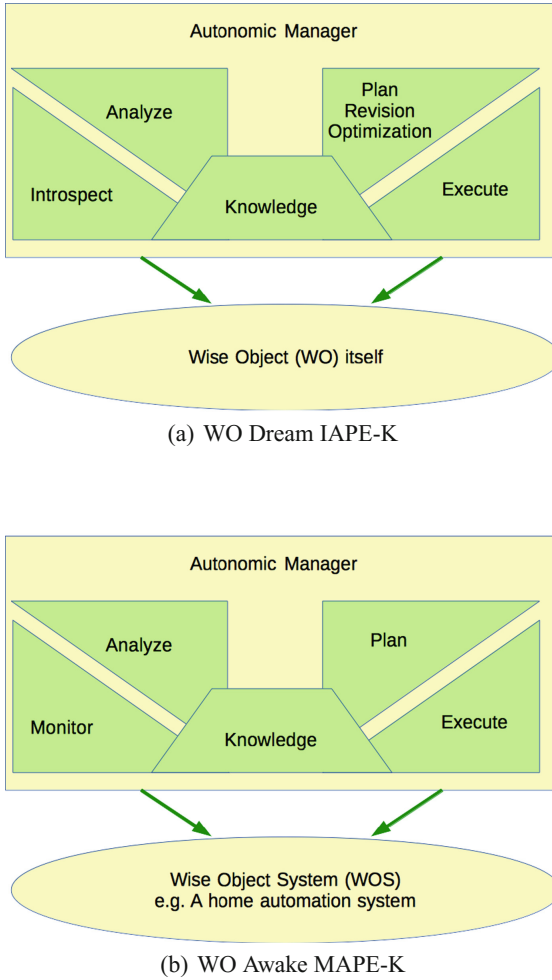 Autonomic Manager
Analyze
Plan
Revision
Optimization
Introspect
Knowledge
Execute
Wise Object (WO) itself
(a) WO Dream IAPE-K
Autonomic Manager
Analyze
Plan
Monitor
Knowledge
Execute
Wise Object System (WOS)
e.g. A home automation system
(b) WO Awake MAPE-K